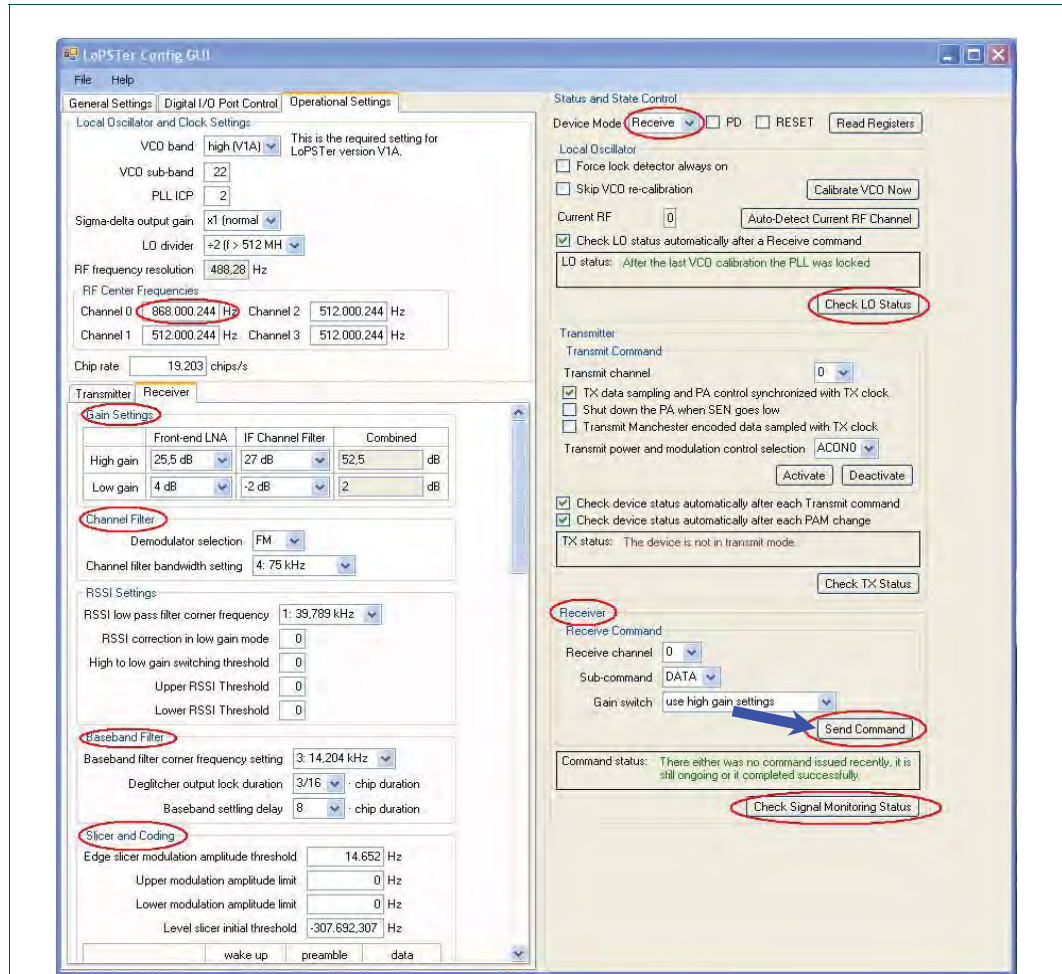 LoPSTer Config GUI
File Help
General Settings Digital I/O Port Control Operational Settings
Local Oscillator and Clock Settings
VCO band high (V1A) This is the required setting for
LoPSTer version V1A.
VCO sub-band 22
PLL ICP 2
Sigma-delta output gain x1 (normal
LO divider ÷2 (f > 512 MH
RF frequency resolution 488,28 Hz
RF Center Frequencies
Channel 0 868.000.244 Hz Channel 2 512.000.244 Hz
Channel 1 512.000.244 Hz Channel 3 512.000.244 Hz
Chip rate 19.203 chips/s
Transmitter Receiver
Gain Settings
Front-end LNA IF Channel Filter Combined
High gain 25,5 dB 27 dB 52,5 dB
Low gain 4 dB -2 dB 2 dB
Channel Filter
Demodulator selection FM
Channel filter bandwidth setting 4: 75 kHz
RSSI Settings
RSSI low pass filter corner frequency 1: 39,789 kHz
RSSI correction in low gain mode 0
High to low gain switching threshold 0
Upper RSSI Threshold 0
Lower RSSI Threshold 0
Baseband Filter
Baseband filter corner frequency setting 3: 14,204 kHz
Deglitcher output lock duration 3/16 · chip duration
Baseband settling delay 8 · chip duration
Slicer and Coding
Edge slicer modulation amplitude threshold 14.652 Hz
Upper modulation amplitude limit 0 Hz
Lower modulation amplitude limit 0 Hz
Level slicer initial threshold -307.692,307 Hz
wake up preamble data
Status and State Control
Device Mode Receive PD RESET Read Registers
Local Oscillator
Force lock detector always on
Skip VCO re-calibration Calibrate VCO Now
Current RF 0 Auto-Detect Current RF Channel
Check LO status automatically after a Receive command
LO status: After the last VCO calibration the PLL was locked
Check LO Status
Transmitter
Transmit Command
Transmit channel 0
TX data sampling and PA control synchronized with TX clock
Shut down the PA when SEN goes low
Transmit Manchester encoded data sampled with TX clock
Transmit power and modulation control selection ACON0
Activate Deactivate
Check device status automatically after each Transmit command
Check device status automatically after each PAM change
TX status: The device is not in transmit mode.
Check TX Status
Receiver
Receive Command
Receive channel 0
Sub-command DATA
Gain switch use high gain settings
Send Command
Command status: There either was no command issued recently, it is
still ongoing or it completed successfully.
Check Signal Monitoring Status